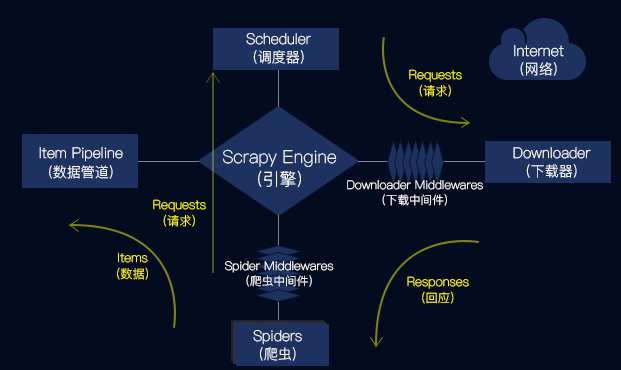 Scheduler
(调度器)
Internet
(网络)
Requests
(请求)
Item Pipeline
(数据管道)
Scrapy Engine
(引擎)
Downloader
(下载器)
Downloader Middlewares
(下载中间件)
Requests
(请求)
Items
(数据)
Spider Middlewares
(爬虫中间件)
Responses
(回应)
Spiders
(爬虫)